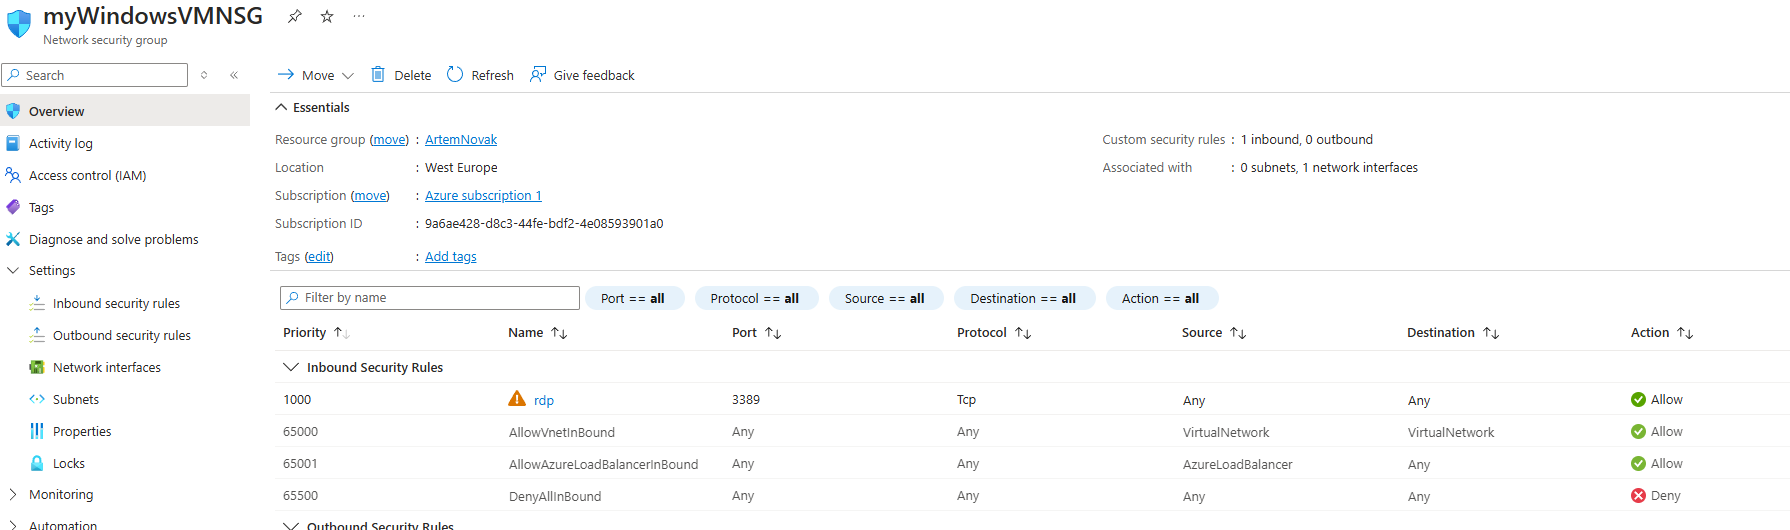 myWindowsVMNSG
Network security group
Search
Move Delete Refresh Give feedback
Overview
Activity log
Access control (IAM)
Tags
Diagnose and solve problems
Settings
Inbound security rules
Outbound security rules
Network interfaces
Subnets
Properties
Locks
Monitoring
Automation
Essentials
Resource group (move) : ArtemNovak
Location : West Europe
Subscription (move) : Azure subscription 1
Subscription ID : 9a6ae428-d8c3-44fe-bdf2-4e08593901a0
Tags (edit) : Add tags
Custom security rules : 1 inbound, 0 outbound
Associated with : 0 subnets, 1 network interfaces
Filter by name Port == all Protocol == all Source == all Destination == all Action == all
Priority Name Port Protocol Source Destination Action
Inbound Security Rules
1000 rdp 3389 Tcp Any Any Allow
65000 AllowVnetInBound Any Any VirtualNetwork VirtualNetwork Allow
65001 AllowAzureLoadBalancerInBound Any Any AzureLoadBalancer Any Allow
65500 DenyAllInBound Any Any Any Any Deny
Outbound Security Rules